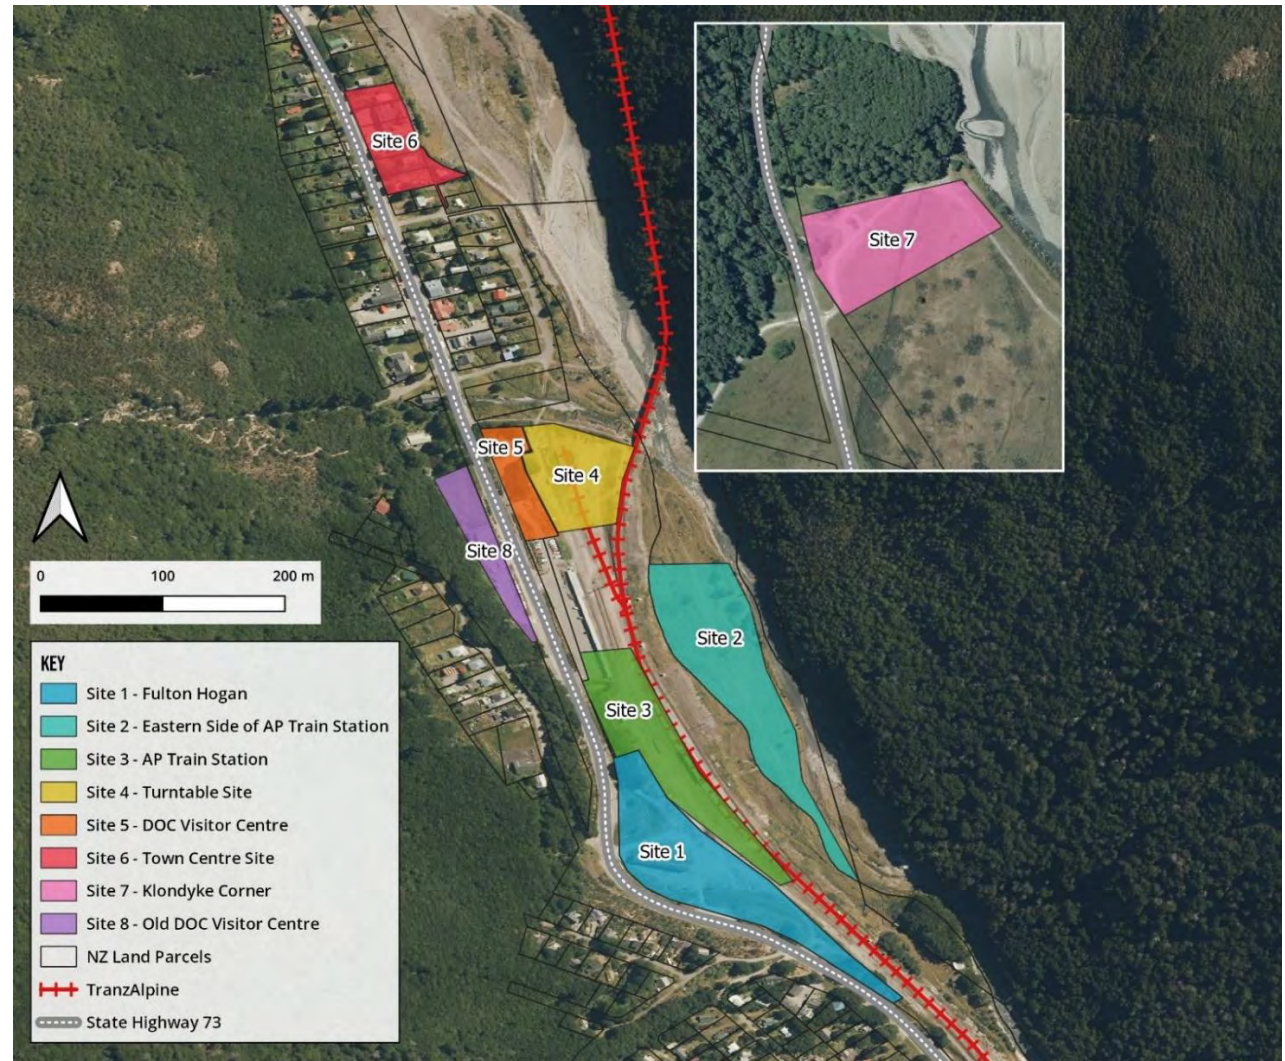 Site 6
Site 7
Site 5
Site 4
Site 8
Site 2
Site 3
Site 1
0 100 200 m
KEY
Site 1 - Fulton Hogan
Site 2 - Eastern Side of AP Train Station
Site 3 - AP Train Station
Site 4 - Turntable Site
Site 5 - DOC Visitor Centre
Site 6 - Town Centre Site
Site 7 - Klondyke Corner
Site 8 - Old DOC Visitor Centre
NZ Land Parcels
TranzAlpine
State Highway 73